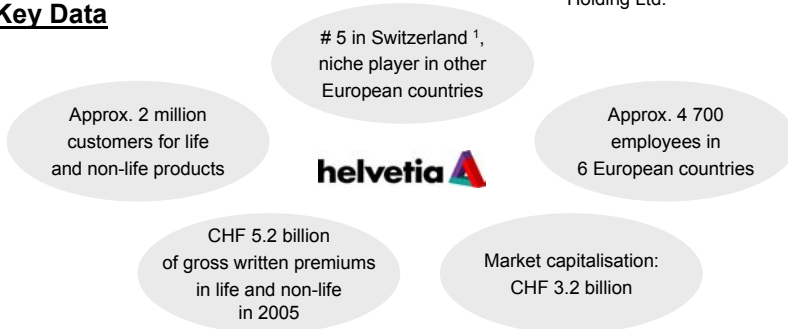 Holding Ltd.
Key Data
# 5 in Switzerland ¹,
niche player in other
European countries
Approx. 2 million
customers for life
and non-life products
helvetia
Approx. 4 700
employees in
6 European countries
CHF 5.2 billion
of gross written premiums
in life and non-life
in 2005
Market capitalisation:
CHF 3.2 billion